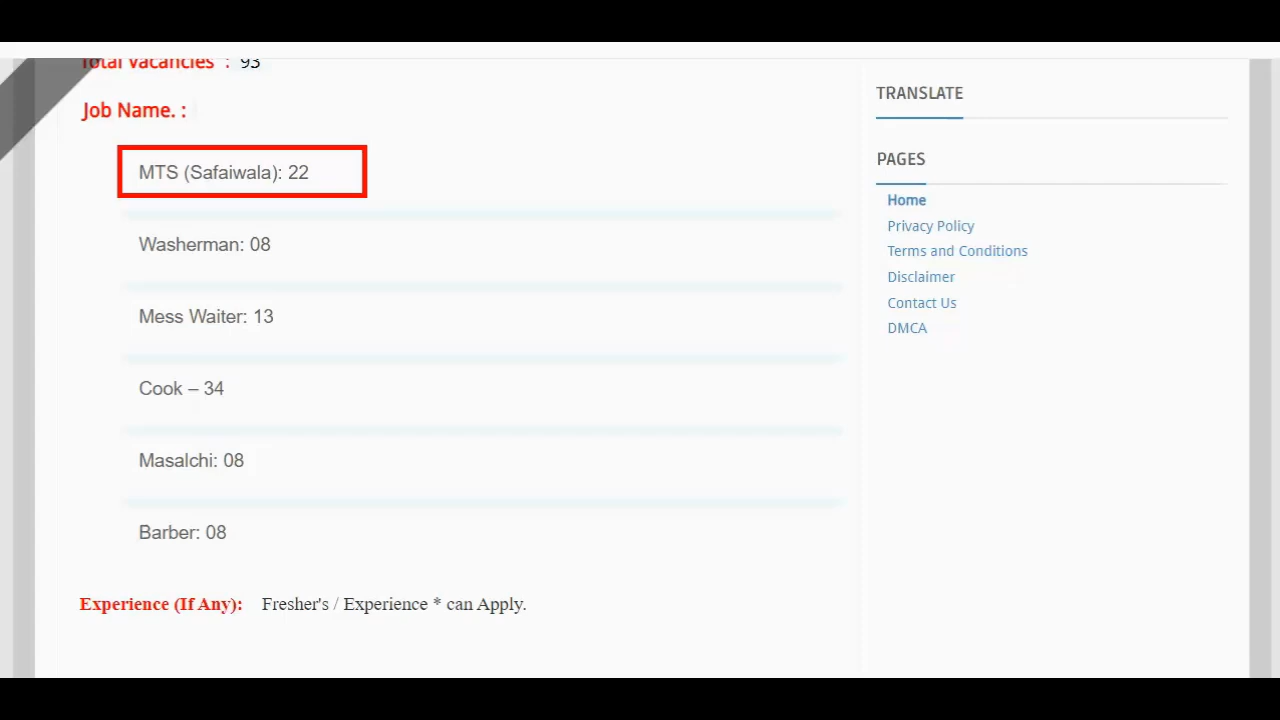 Total Vacancies : 93
Job Name. :
MTS (Safaiwala): 22
Washerman: 08
Mess Waiter: 13
Cook – 34
Masalchi: 08
Barber: 08
Experience (If Any): Fresher's / Experience * can Apply.
TRANSLATE
PAGES
Home
Privacy Policy
Terms and Conditions
Disclaimer
Contact Us
DMCA